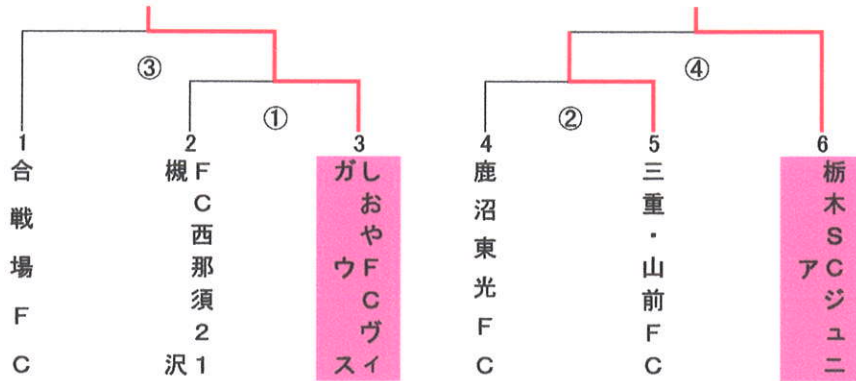 ③
④
①
②
1
合戦場FC
2
FC西那須21
槻沢
3
しおやFCヴィ
ガウス
4
鹿沼東光FC
5
三重・山前FC
6
栃木SCジュニ
ア